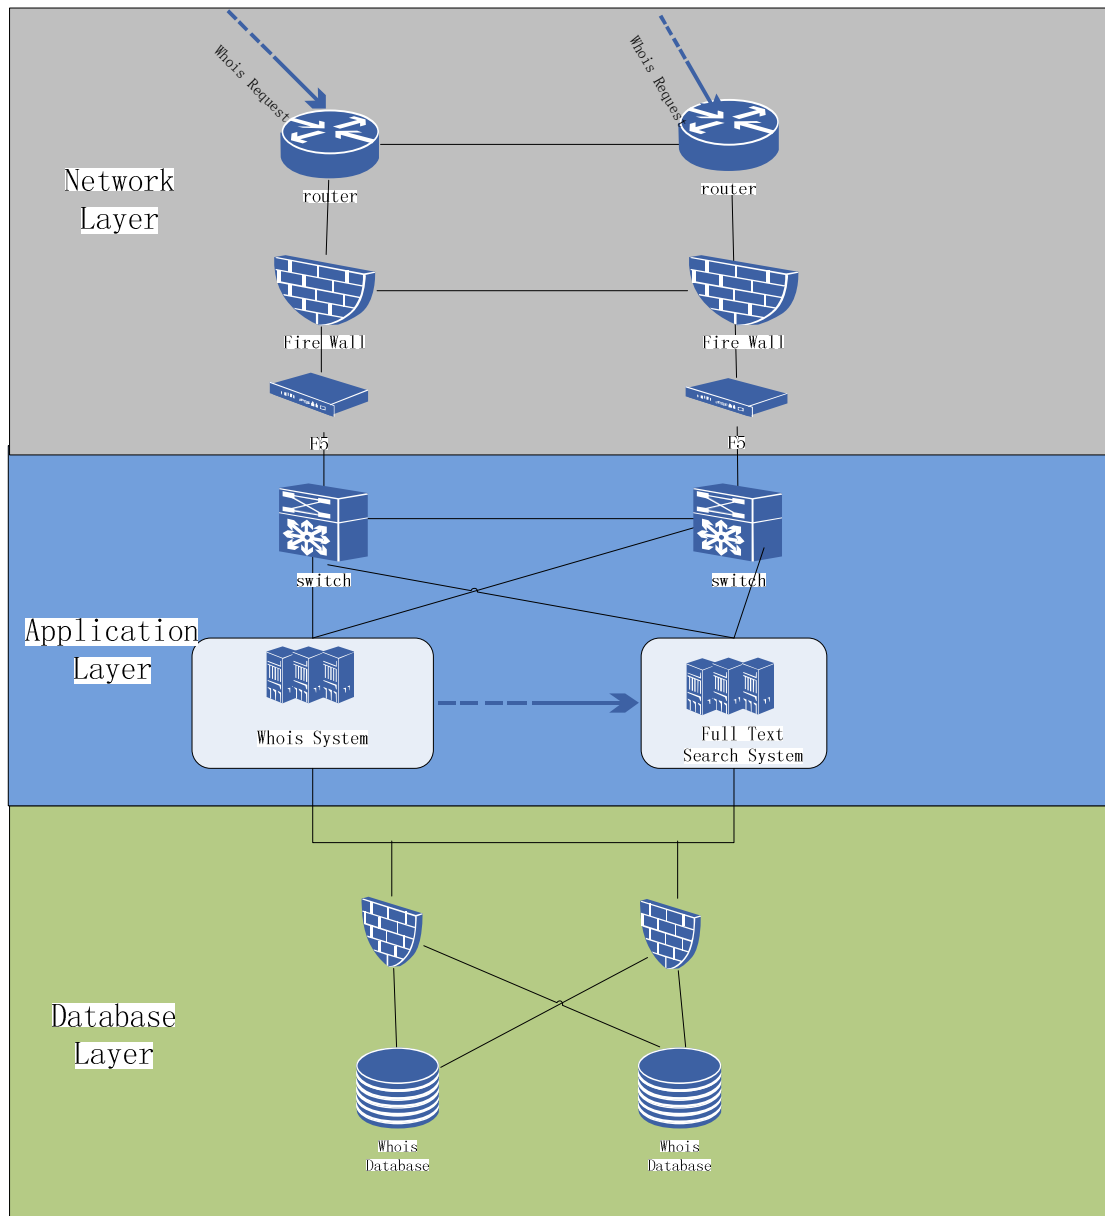 Whois Request
Whois Request
router
router
Network
Layer
Fire Wall
Fire Wall
F5
F5
switch
switch
Application
Layer
Whois System
Full Text
Search System
Database
Layer
Whois
Database
Whois
Database